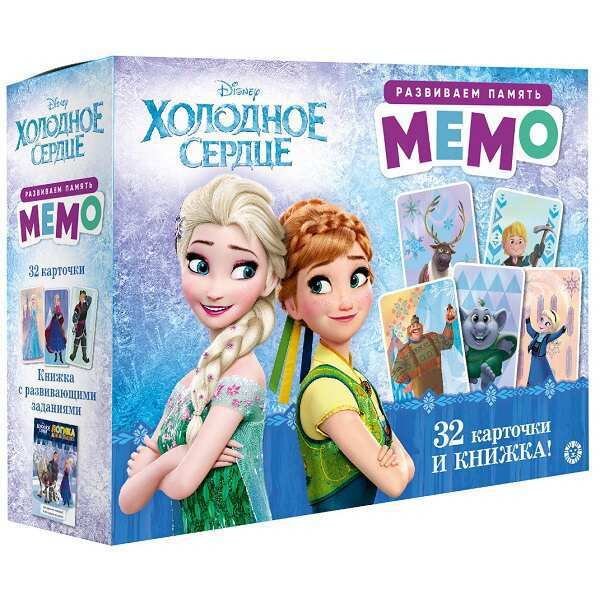 Disney
ХОЛОДНОЕ
СЕРДЦЕ
РАЗВИВАЕМ ПАМЯТЬ
МЕМО
32 карточки
Книжка
с развивающими
заданиями
ЛОГИКА
Disney
ХОЛОДНОЕ
СЕРДЦЕ
РАЗВИВАЕМ ПАМЯТЬ
МЕМО
32 карточки
И КНИЖКА!